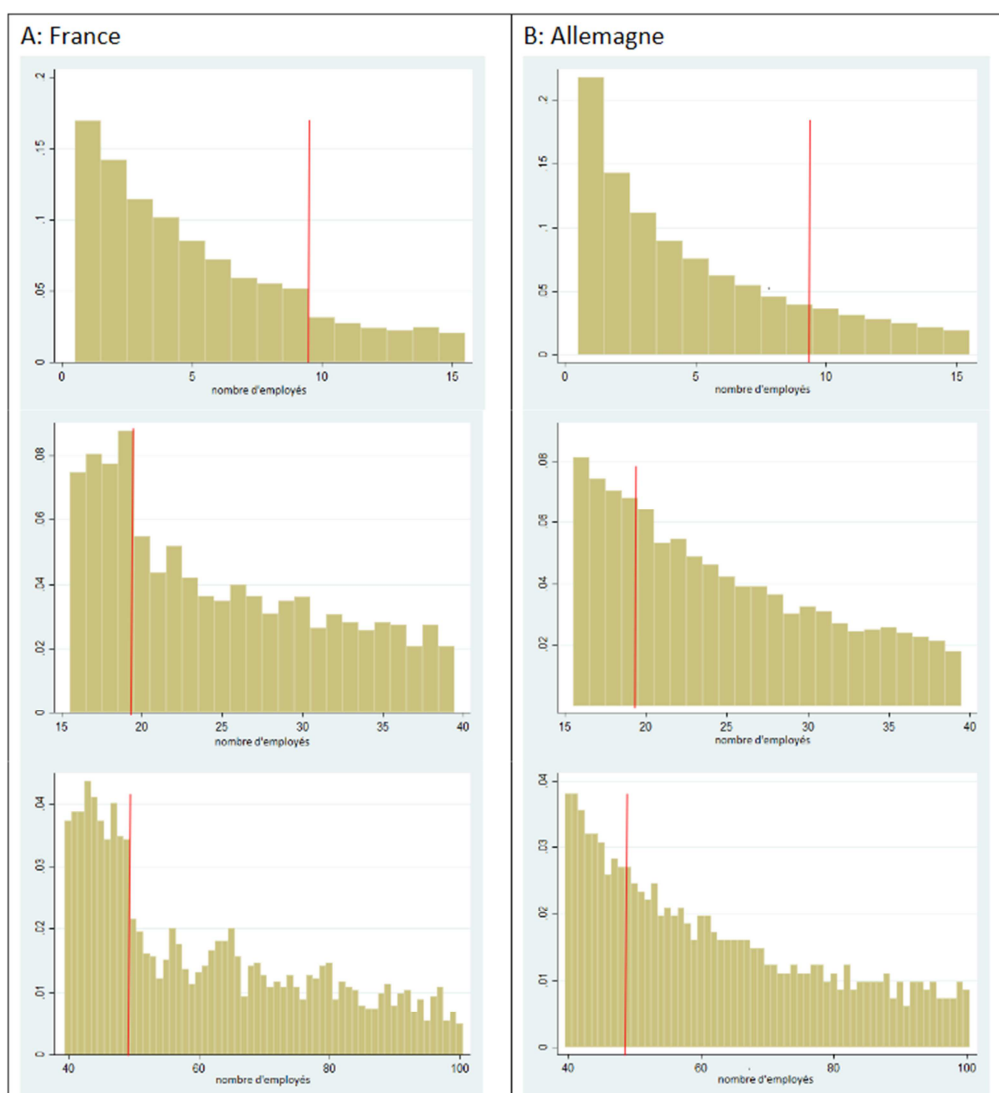 A: France
B: Allemagne
.2
.15
.1
.05
0
0 5 10 15
nombre d'employés
.2
.15
.1
.05
0
0 5 10 15
nombre d'employés
.08
.06
.04
.02
0
15 20 25 30 35 40
nombre d'employés
.08
.06
.04
.02
15 20 25 30 35 40
nombre d'employés
.04
.03
.02
.01
0
40 60 80 100
nombre d'employés
.04
.03
.02
.01
0
40 60 80 100
nombre d'employés